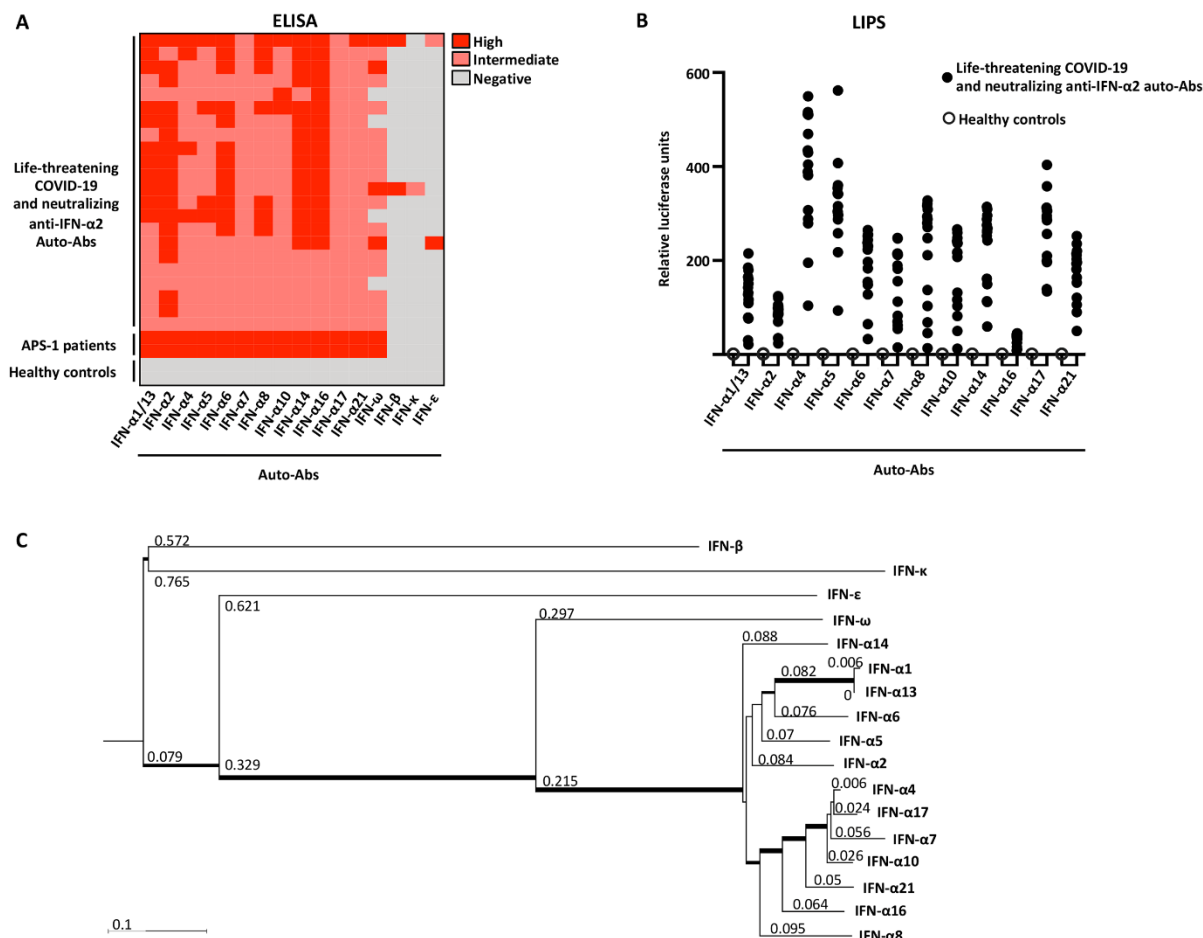 A
ELISA
High
Intermediate
Negative
Life-threatening
COVID-19
and neutralizing
anti-IFN-α2
Auto-Abs
APS-1 patients
Healthy controls
IFN-α1/13
IFN-α2
IFN-α4
IFN-α5
IFN-α6
IFN-α7
IFN-α8
IFN-α10
IFN-α14
IFN-α16
IFN-α17
IFN-α21
IFN-ω
IFN-β
IFN-κ
IFN-ε
Auto-Abs
B
LIPS
Life-threatening COVID-19
and neutralizing anti-IFN-α2 auto-Abs
Healthy controls
Relative luciferase units
600
400
200
IFN-α1/13
IFN-α2
IFN-α4
IFN-α5
IFN-α6
IFN-α7
IFN-α8
IFN-α10
IFN-α14
IFN-α16
IFN-α17
IFN-α21
Auto-Abs
C
0.572
IFN-β
0.765
IFN-κ
0.621
IFN-ε
0.297
IFN-ω
0.088
IFN-α14
0.006
IFN-α1
0.082
0
IFN-α13
0.076
IFN-α6
0.07
IFN-α5
0.079
0.329
0.084
IFN-α2
0.215
0.006
IFN-α4
0.024
IFN-α17
0.056
IFN-α7
0.026
IFN-α10
0.05
IFN-α21
0.064
IFN-α16
0.095
IFN-α8
0.1